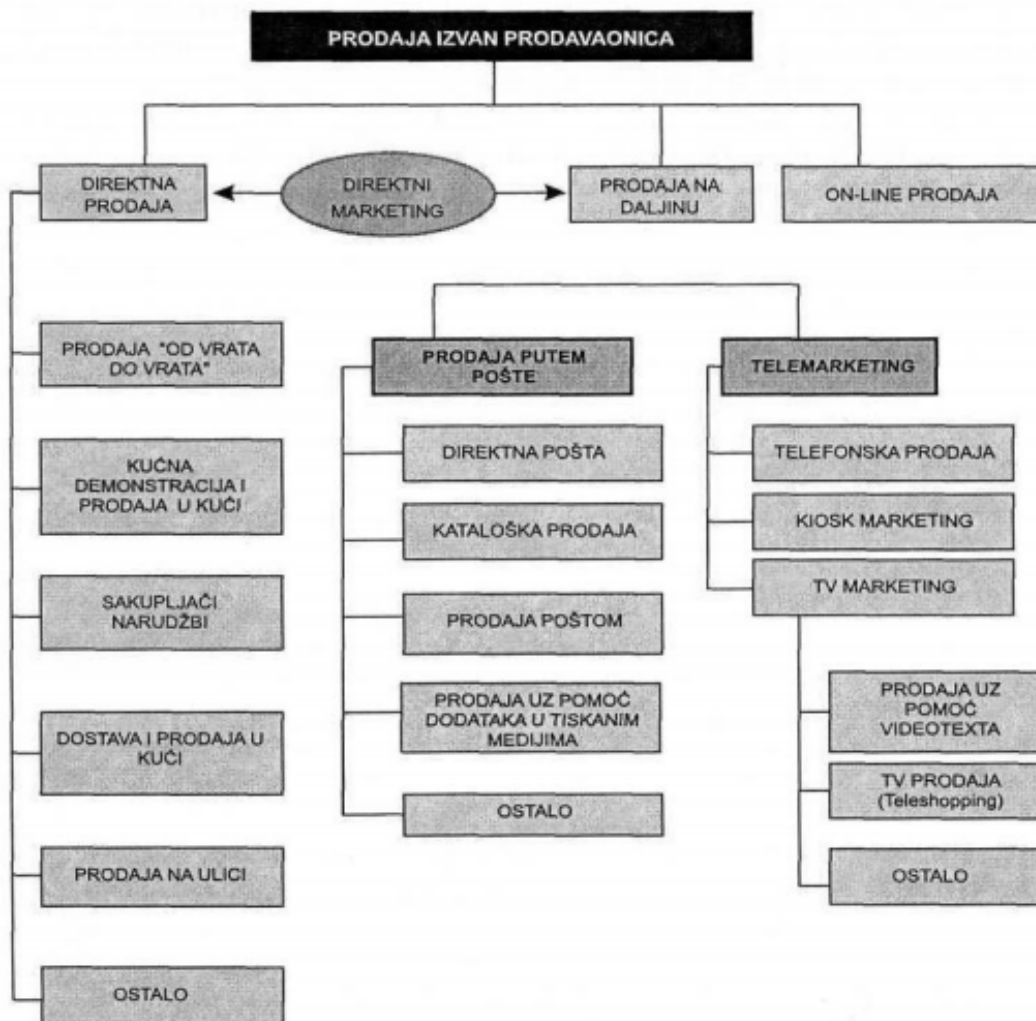 PRODAJA IZVAN PRODAVAONICA
DIREKTNA
PRODAJA
DIREKTNI
MARKETING
PRODAJA NA
DALJINU
ON-LINE PRODAJA
PRODAJA "OD VRATA
DO VRATA"
KUĆNA
DEMONSTRACIJA I
PRODAJA U KUĆI
SAKUPLJAČI
NARUDŽBI
DOSTAVA I PRODAJA U
KUĆI
PRODAJA NA ULICI
OSTALO
PRODAJA PUTEM
POŠTE
DIREKTNA POŠTA
KATALOŠKA PRODAJA
PRODAJA POŠTOM
PRODAJA UZ POMOĆ
DODATAKA U TISKANIM
MEDIJIMA
OSTALO
TELEMARKETING
TELEFONSKA PRODAJA
KIOSK MARKETING
TV MARKETING
PRODAJA UZ
POMOĆ
VIDEOTEXTA
TV PRODAJA
(Teleshopping)
OSTALO